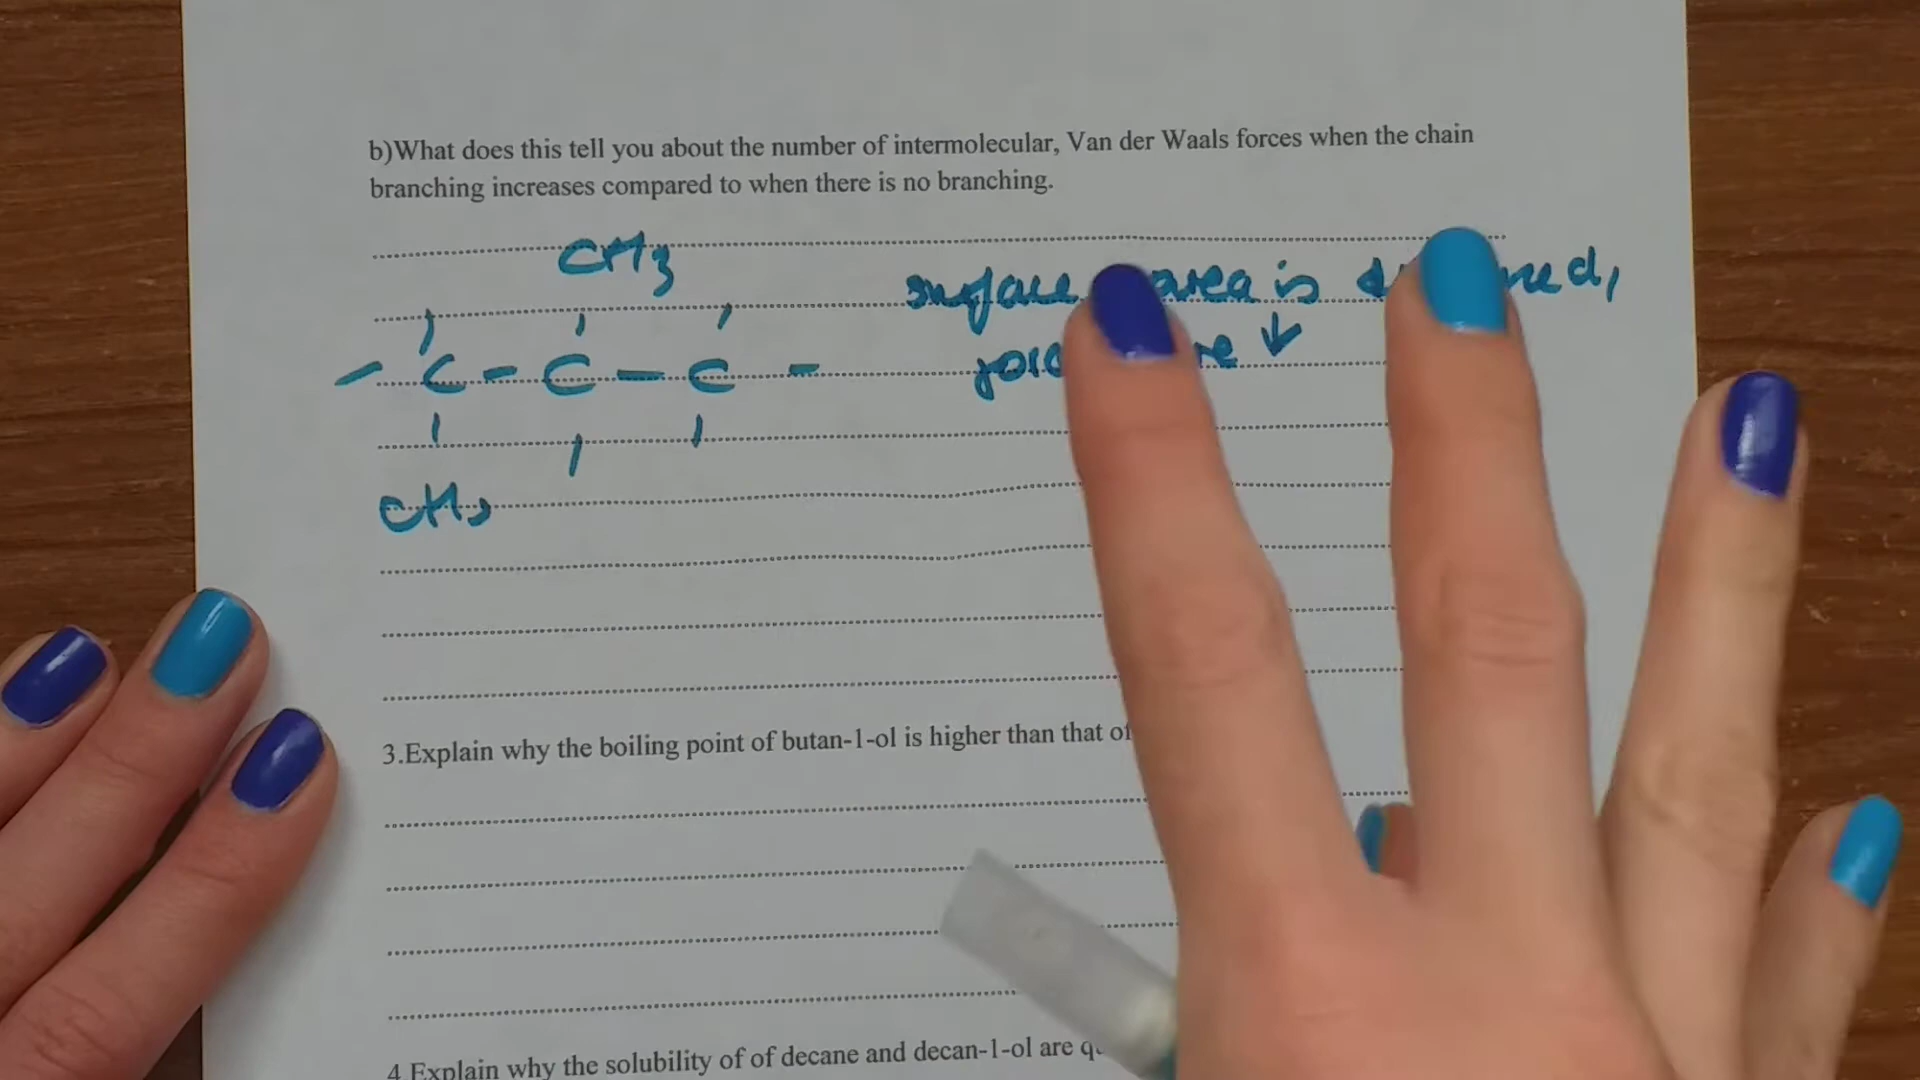 b)What does this tell you about the number of intermolecular, Van der Waals forces when the chain
branching increases compared to when there is no branching.
CH3
surface area is
↓
- C - C - C -
CH3
3.Explain why the boiling point of butan-1-ol is higher than that of
4.Explain why the solubility of of decane and decan-1-ol are